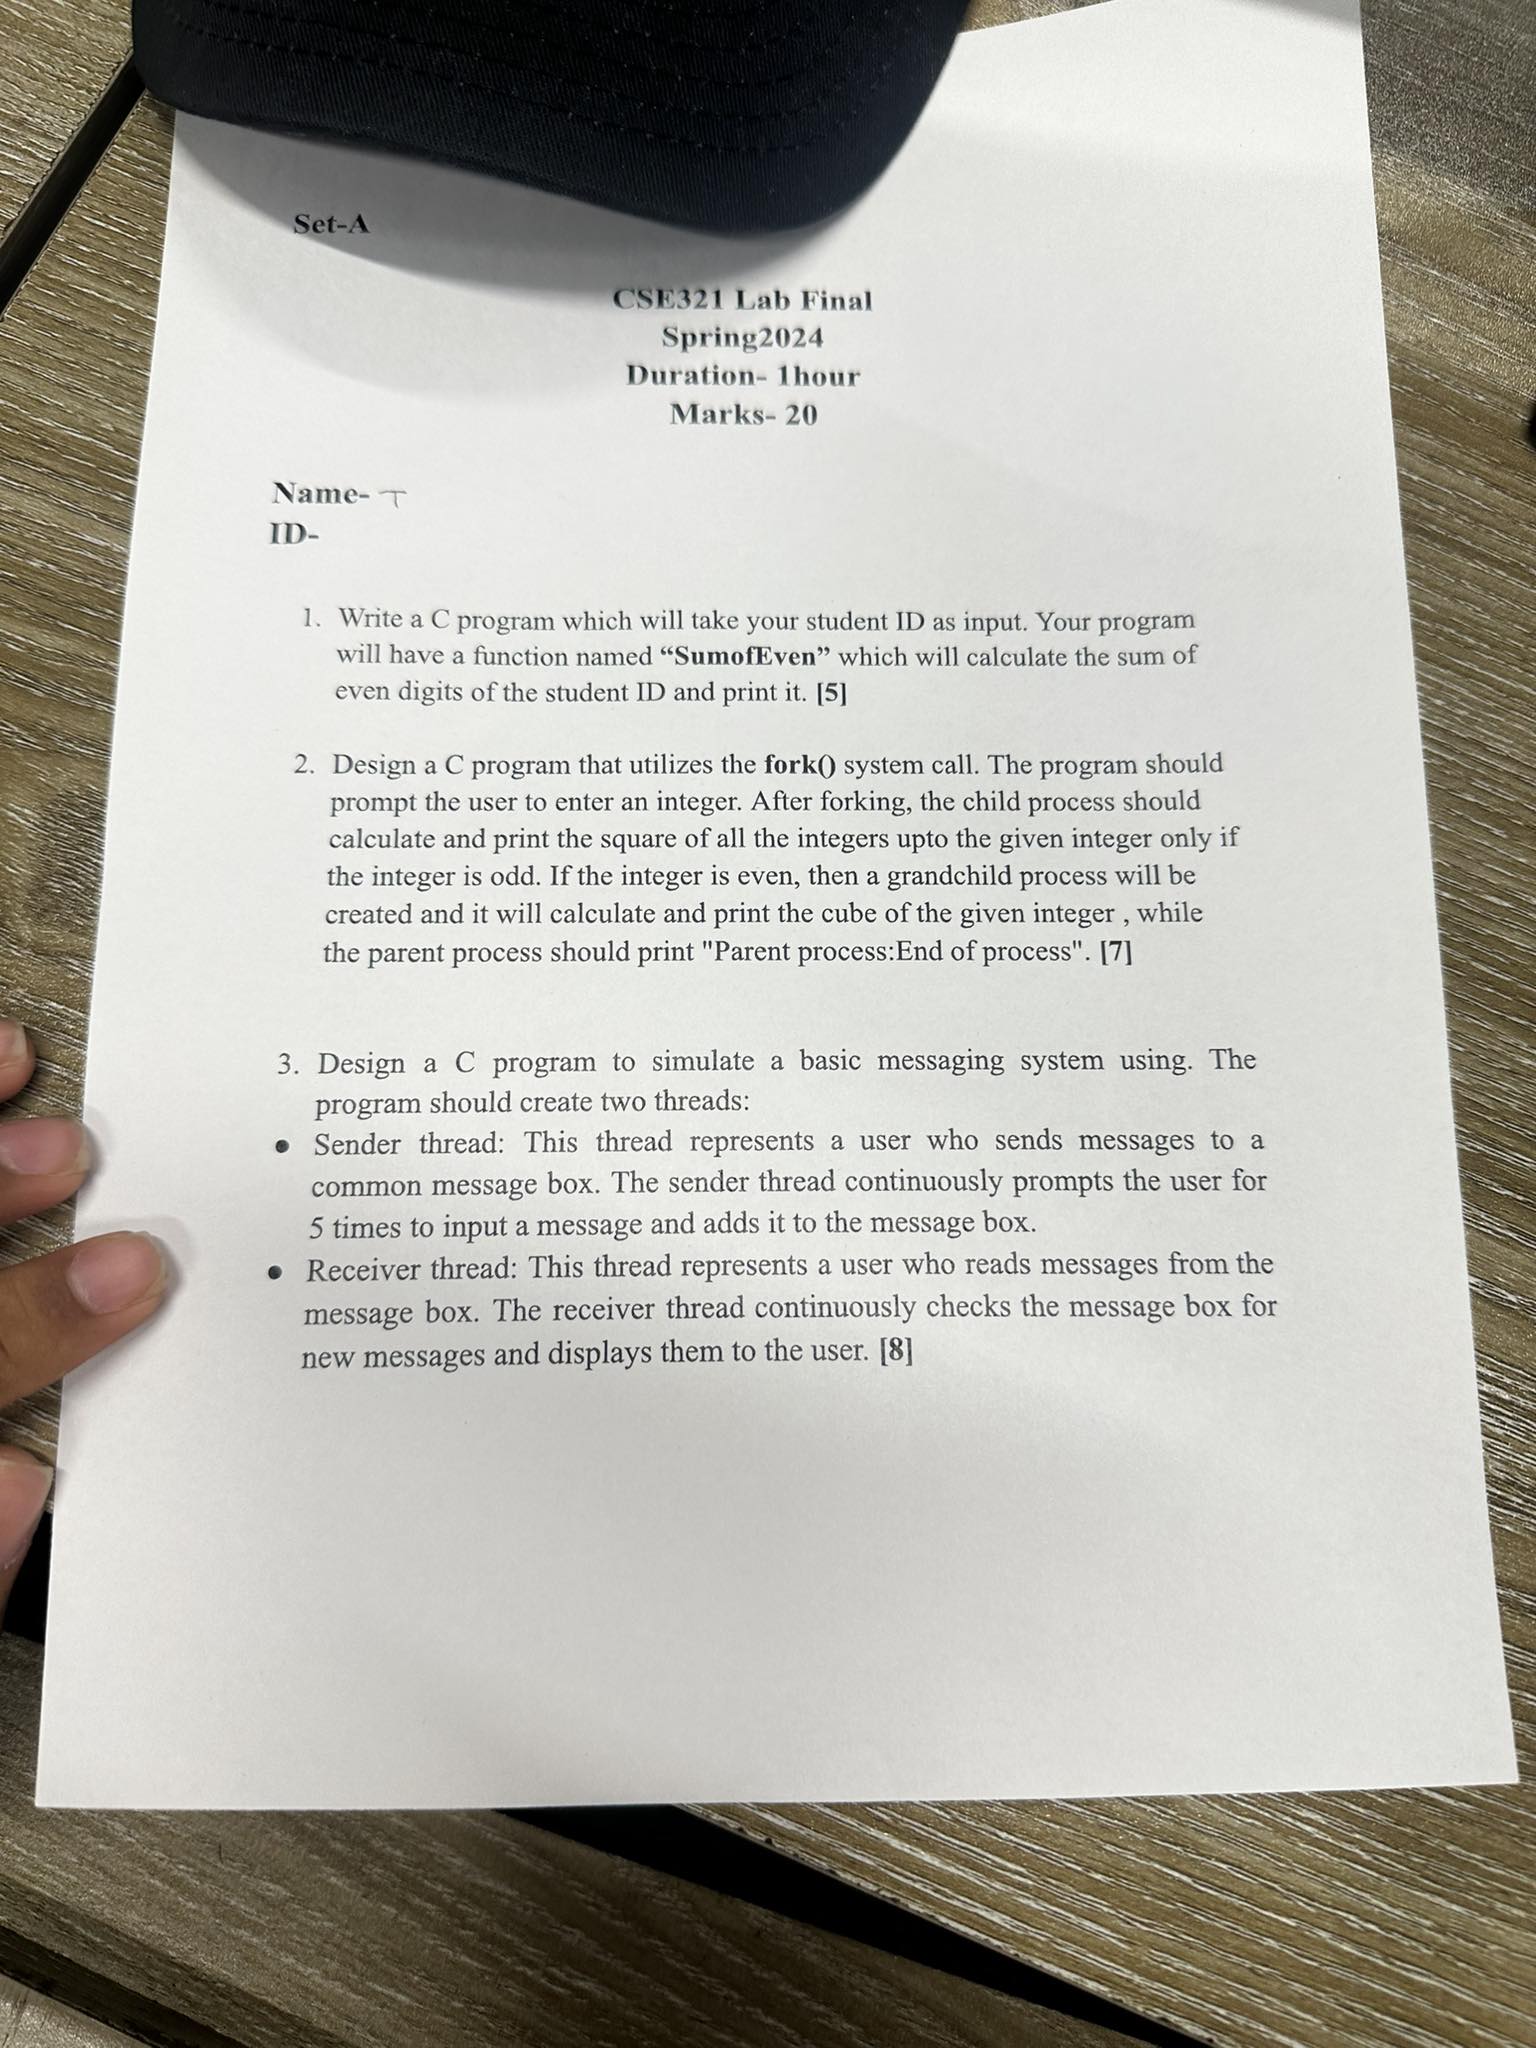 Set-A
CSE321 Lab Final
Spring2024
Duration- 1hour
Marks- 20
Name- T
ID-
1. Write a C program which will take your student ID as input. Your program
will have a function named “SumofEven” which will calculate the sum of
even digits of the student ID and print it. [5]
2. Design a C program that utilizes the fork() system call. The program should
prompt the user to enter an integer. After forking, the child process should
calculate and print the square of all the integers upto the given integer only if
the integer is odd. If the integer is even, then a grandchild process will be
created and it will calculate and print the cube of the given integer , while
the parent process should print "Parent process:End of process". [7]
3. Design a C program to simulate a basic messaging system using. The
program should create two threads:
● Sender thread: This thread represents a user who sends messages to a
common message box. The sender thread continuously prompts the user for
5 times to input a message and adds it to the message box.
● Receiver thread: This thread represents a user who reads messages from the
message box. The receiver thread continuously checks the message box for
new messages and displays them to the user. [8]